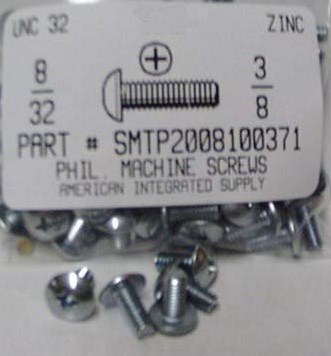 UNC 32 ZINC
8 3
32 8
PART # SMTP2008100371
PHIL. MACHINE SCREWS
AMERICAN INTEGRATED SUPPLY